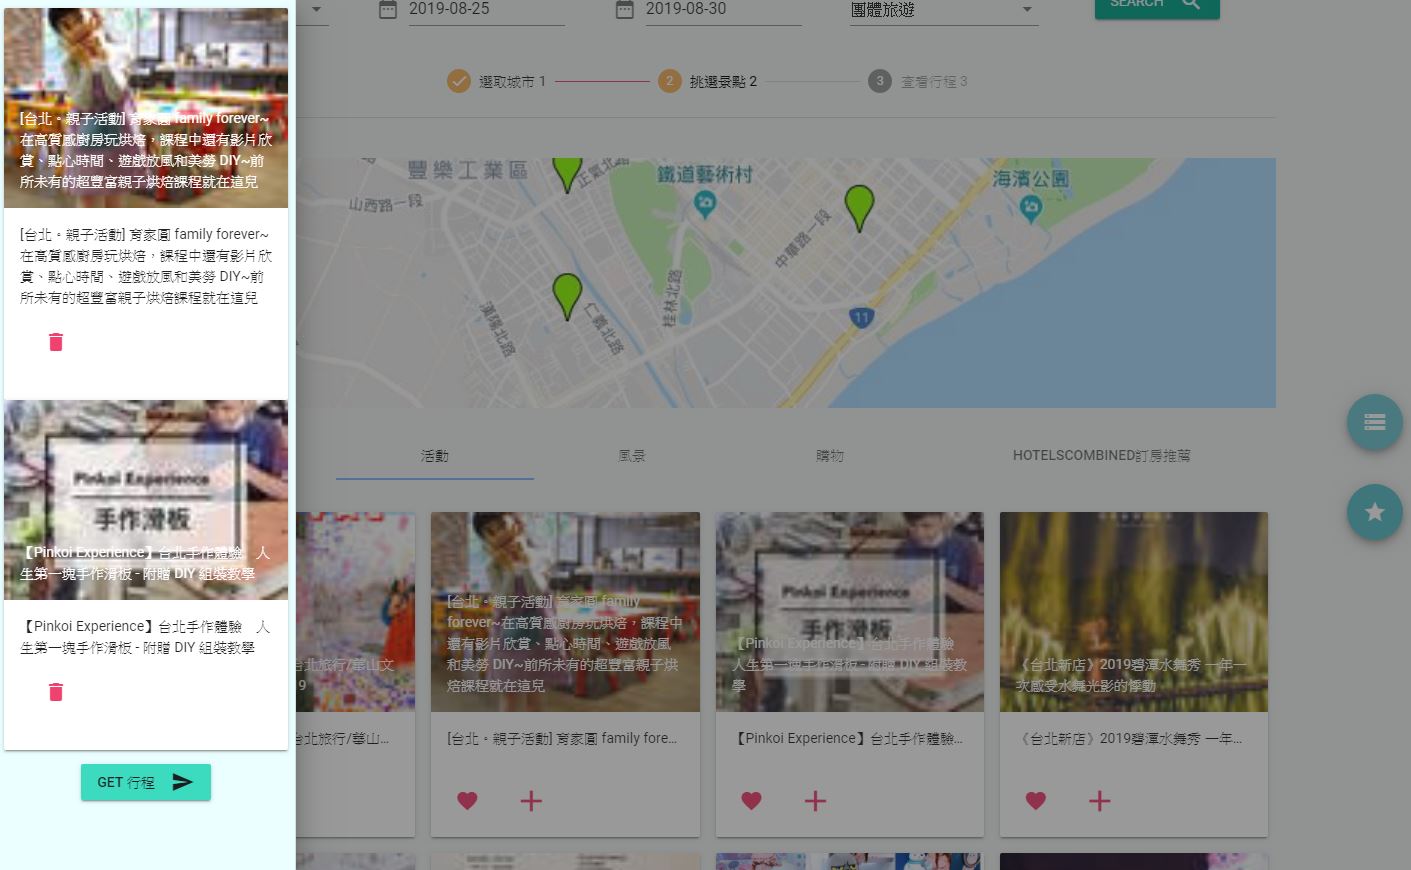 [台北。親子活動] 育家圓 family forever~
在高質感廚房玩烘焙，課程中還有影片欣
賞、點心時間、遊戲放風和美勞 DIY~前
所未有的超豐富親子烘焙課程就在這兒
[台北。親子活動] 育家圓 family forever~
在高質感廚房玩烘焙，課程中還有影片欣
賞、點心時間、遊戲放風和美勞 DIY~前
所未有的超豐富親子烘焙課程就在這兒
Pinkoi Experience
手作滑板
【Pinkoi Experience】台北手作體驗　人
生第一塊手作滑板 - 附贈 DIY 組裝教學
【Pinkoi Experience】台北手作體驗　人
生第一塊手作滑板 - 附贈 DIY 組裝教學
GET 行程
2019-08-25
2019-08-30
團體旅遊
SEARCH
選取城市 1
2
挑選景點 2
3
查看行程 3
豐樂工業區
正氣北路
鐵道藝術村
海濱公園
山西路一段
中華路一段
桂林北路
漢陽北路
仁義北路
11
活動
風景
購物
HOTELSCOMBINED訂房推薦
台北旅行/華山文
9
台北旅行/華山...
[台北。親子活動] 育家圓 family
forever~在高質感廚房玩烘焙，課程中
還有影片欣賞、點心時間、遊戲放風
和美勞 DIY~前所未有的超豐富親子烘
焙課程就在這兒
[台北。親子活動] 育家圓 family fore...
Pinkoi Experience
手作滑板
【Pinkoi Experience】台北手作體驗
人生第一塊手作滑板 - 附贈 DIY 組裝教
學
【Pinkoi Experience】台北手作體驗...
《台北新店》2019碧潭水舞秀 一年一
次感受水舞光影的悸動
《台北新店》2019碧潭水舞秀 一年...